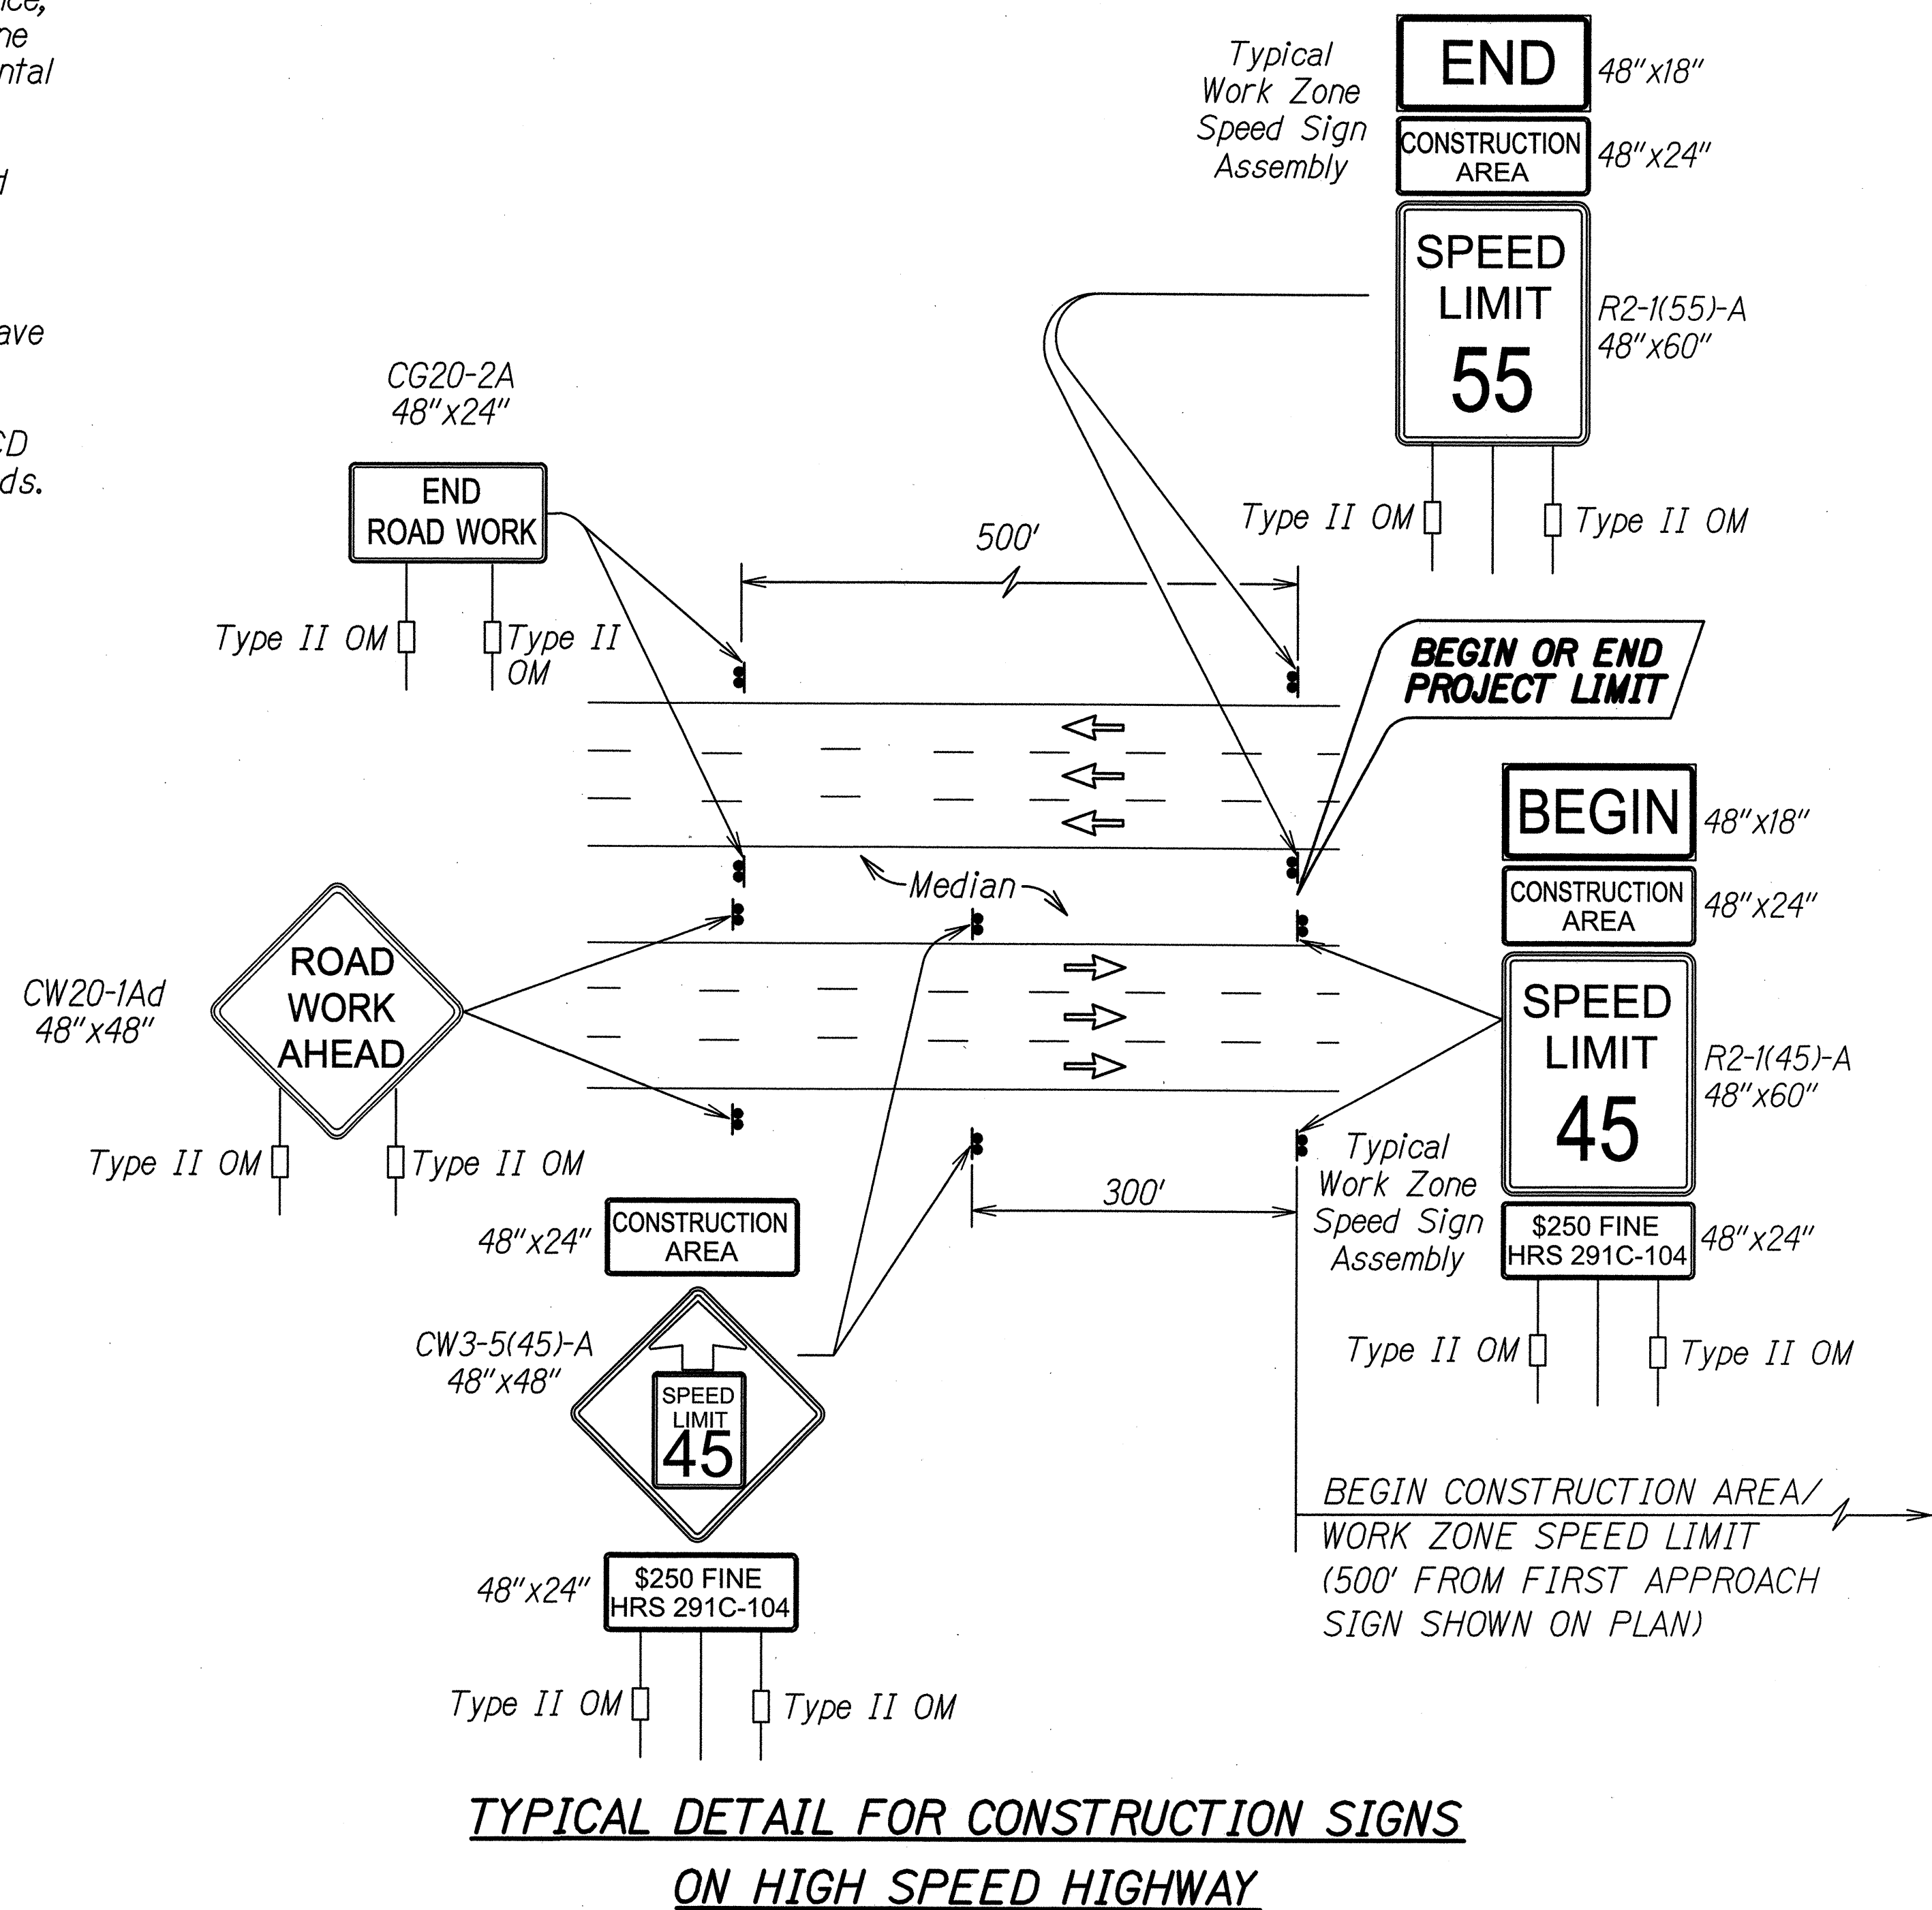 ne
ntal
ave
CD
ds.
Typical
Work Zone
Speed Sign
Assembly
END
48"x18"
CONSTRUCTION
AREA
48"x24"
SPEED
LIMIT
55
R2-1(55)-A
48"x60"
Type II OM
Type II OM
CG20-2A
48"x24"
END
ROAD WORK
Type II OM
Type II
OM
500'
BEGIN OR END
PROJECT LIMIT
Median
ROAD
WORK
AHEAD
CW20-1Ad
48"x48"
Type II OM
Type II OM
BEGIN
48"x18"
CONSTRUCTION
AREA
48"x24"
SPEED
LIMIT
45
R2-1(45)-A
48"x60"
$250 FINE
HRS 291C-104
48"x24"
Typical
Work Zone
Speed Sign
Assembly
Type II OM
Type II OM
300'
48"x24"
CONSTRUCTION
AREA
CW3-5(45)-A
48"x48"
SPEED
LIMIT
45
48"x24"
$250 FINE
HRS 291C-104
Type II OM
Type II OM
BEGIN CONSTRUCTION AREA/
WORK ZONE SPEED LIMIT
(500' FROM FIRST APPROACH
SIGN SHOWN ON PLAN)
TYPICAL DETAIL FOR CONSTRUCTION SIGNS
ON HIGH SPEED HIGHWAY